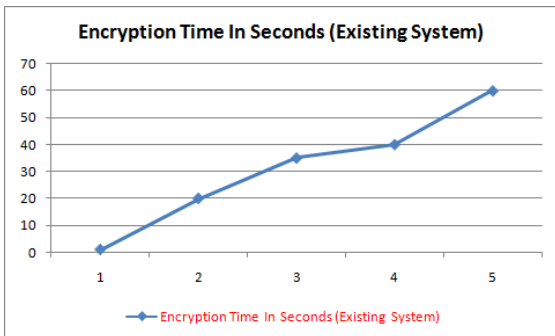 Encryption Time In Seconds (Existing System)
70
60
50
40
30
20
10
0
1 2 3 4 5
Encryption Time In Seconds (Existing System)